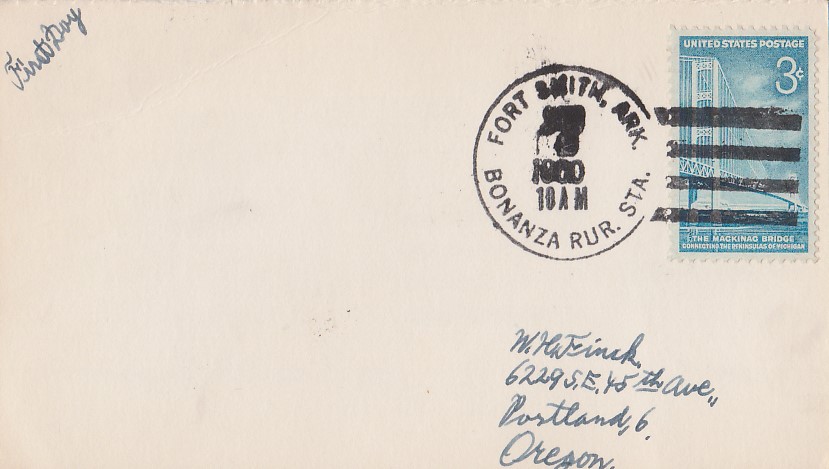 First Day
UNITED STATES POSTAGE
3¢
THE MACKINAC BRIDGE
CONNECTING THE PENINSULAS OF MICHIGAN
FORT SMITH, ARK.
1960
10 AM
BONANZA RUR. STA.
6229 S.E. 45th Ave.,
Portland, 6,
Oregon.